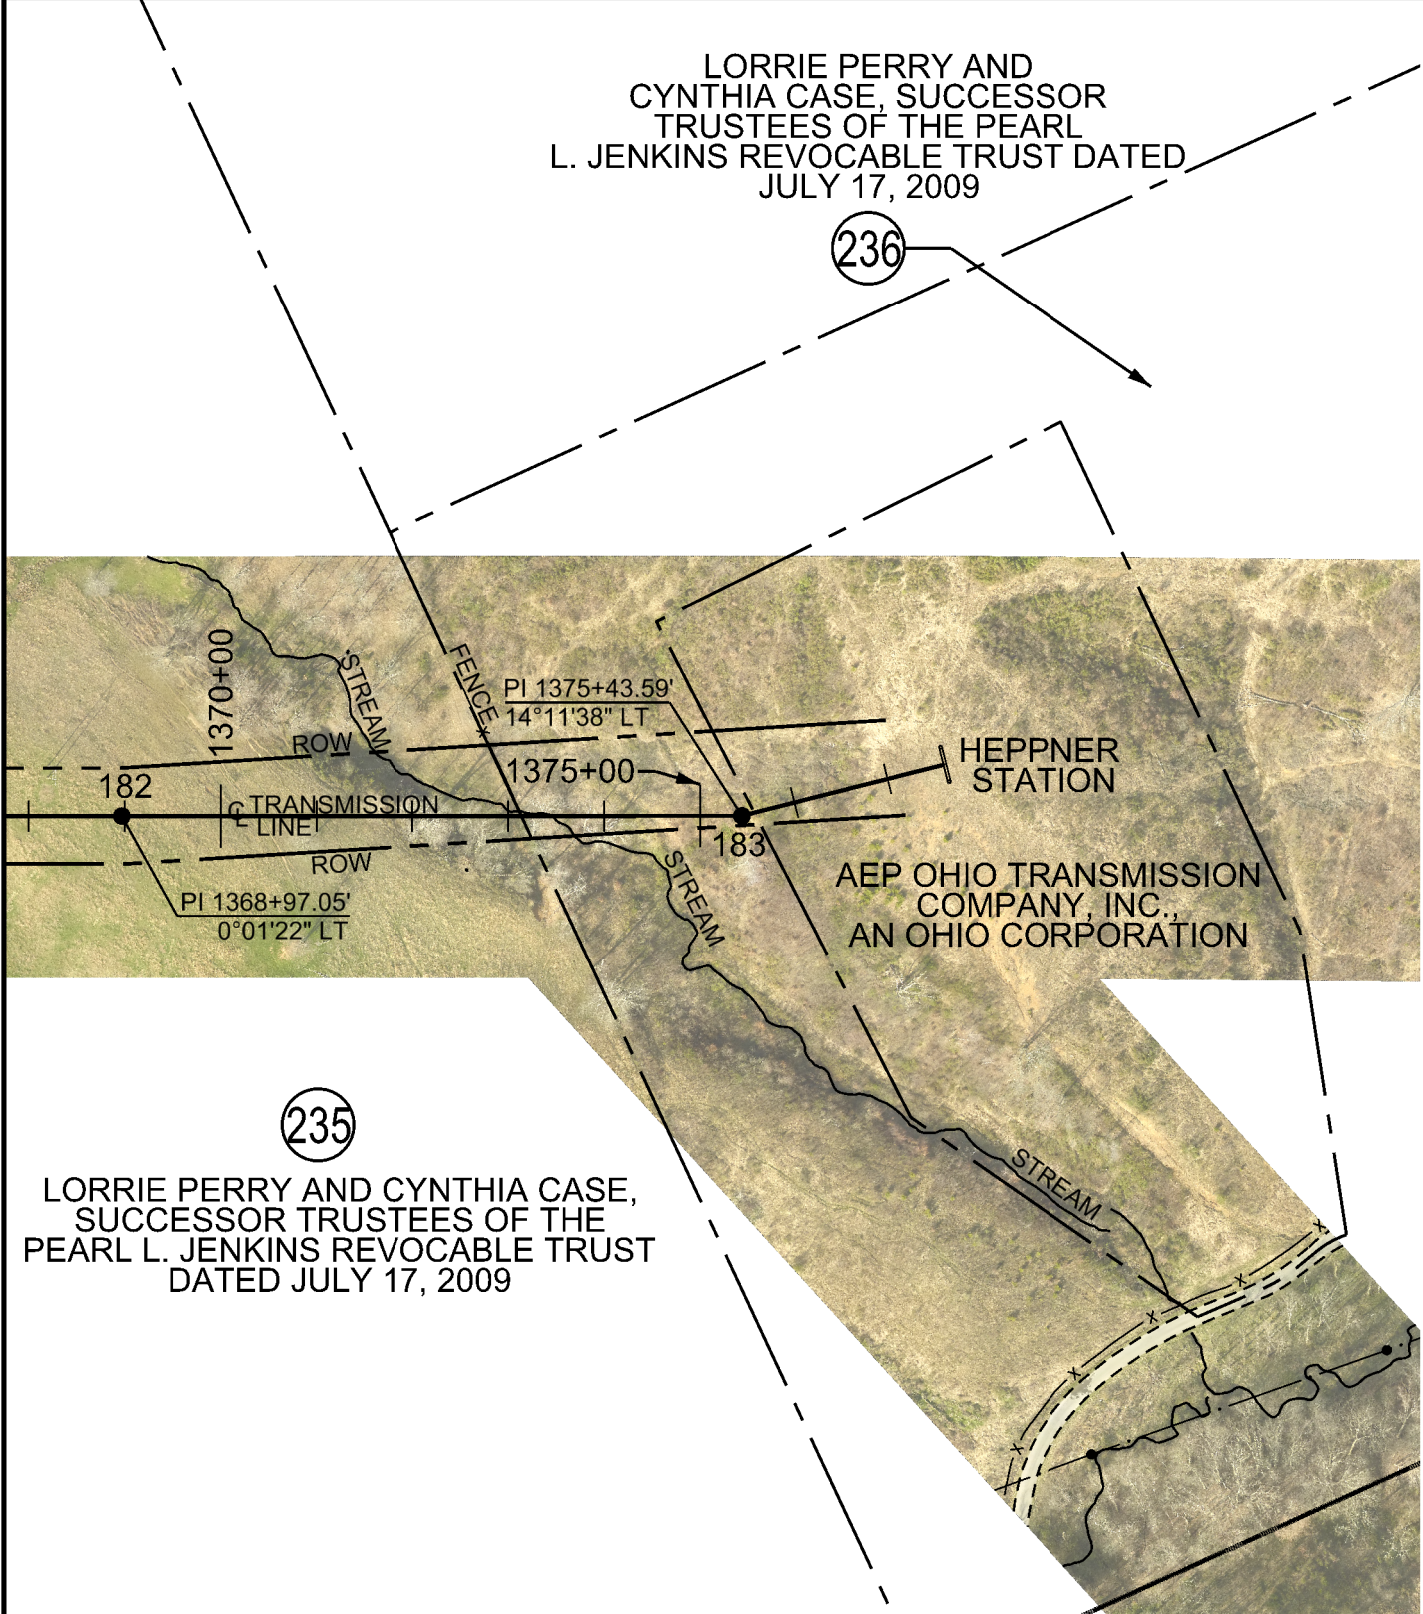 LORRIE PERRY AND
CYNTHIA CASE, SUCCESSOR
TRUSTEES OF THE PEARL
L. JENKINS REVOCABLE TRUST DATED
JULY 17, 2009
236
1370+00
STREAM
FENCE
PI 1375+43.59'
14°11'38" LT
ROW
1375+00
HEPPNER
STATION
182
℄ TRANSMISSION
LINE
ROW
183
STREAM
PI 1368+97.05'
0°01'22" LT
AEP OHIO TRANSMISSION
COMPANY, INC.,
AN OHIO CORPORATION
235
LORRIE PERRY AND CYNTHIA CASE,
SUCCESSOR TRUSTEES OF THE
PEARL L. JENKINS REVOCABLE TRUST
DATED JULY 17, 2009
STREAM